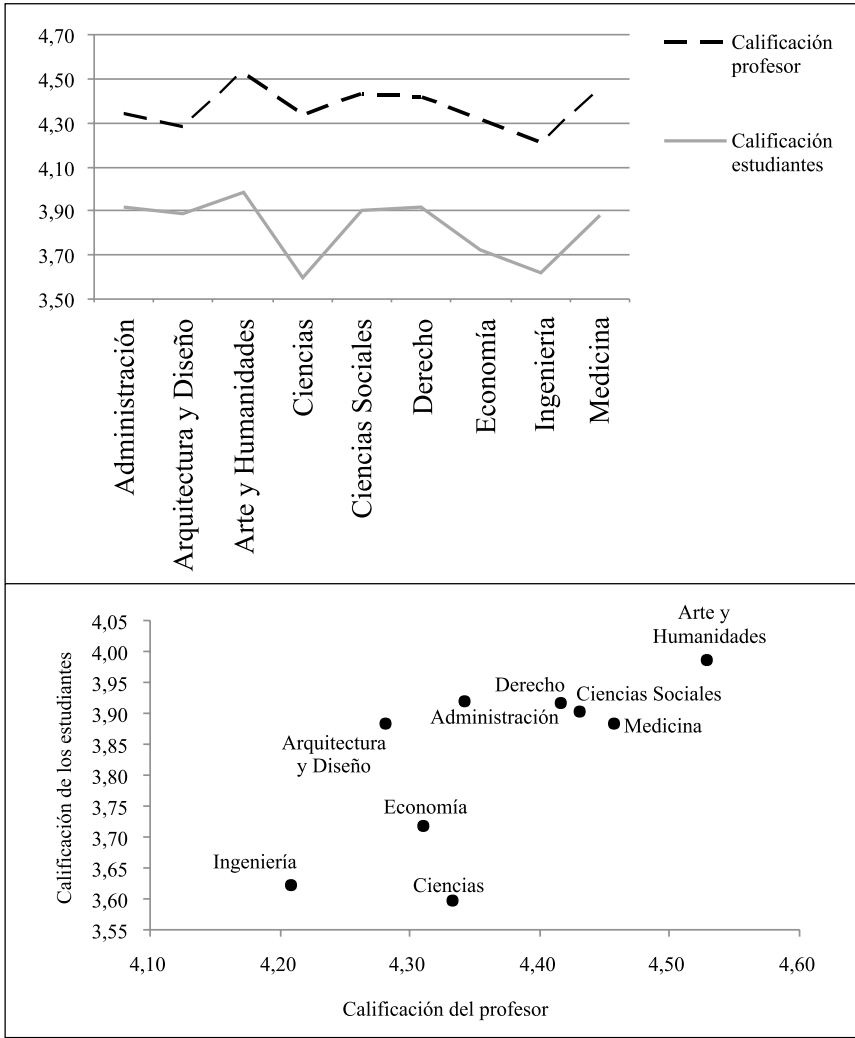 4,70
4,50
4,30
4,10
3,90
3,70
3,50
Calificación
profesor
Calificación
estudiantes
Administración
Arquitectura y Diseño
Arte y Humanidades
Ciencias
Ciencias Sociales
Derecho
Economía
Ingeniería
Medicina
Calificación de los estudiantes
4,05
4,00
3,95
3,90
3,85
3,80
3,75
3,70
3,65
3,60
3,55
Arte y
Humanidades
Derecho
Ciencias Sociales
Administración
Medicina
Arquitectura
y Diseño
Economía
Ingeniería
Ciencias
4,10
4,20
4,30
4,40
4,50
4,60
Calificación del profesor